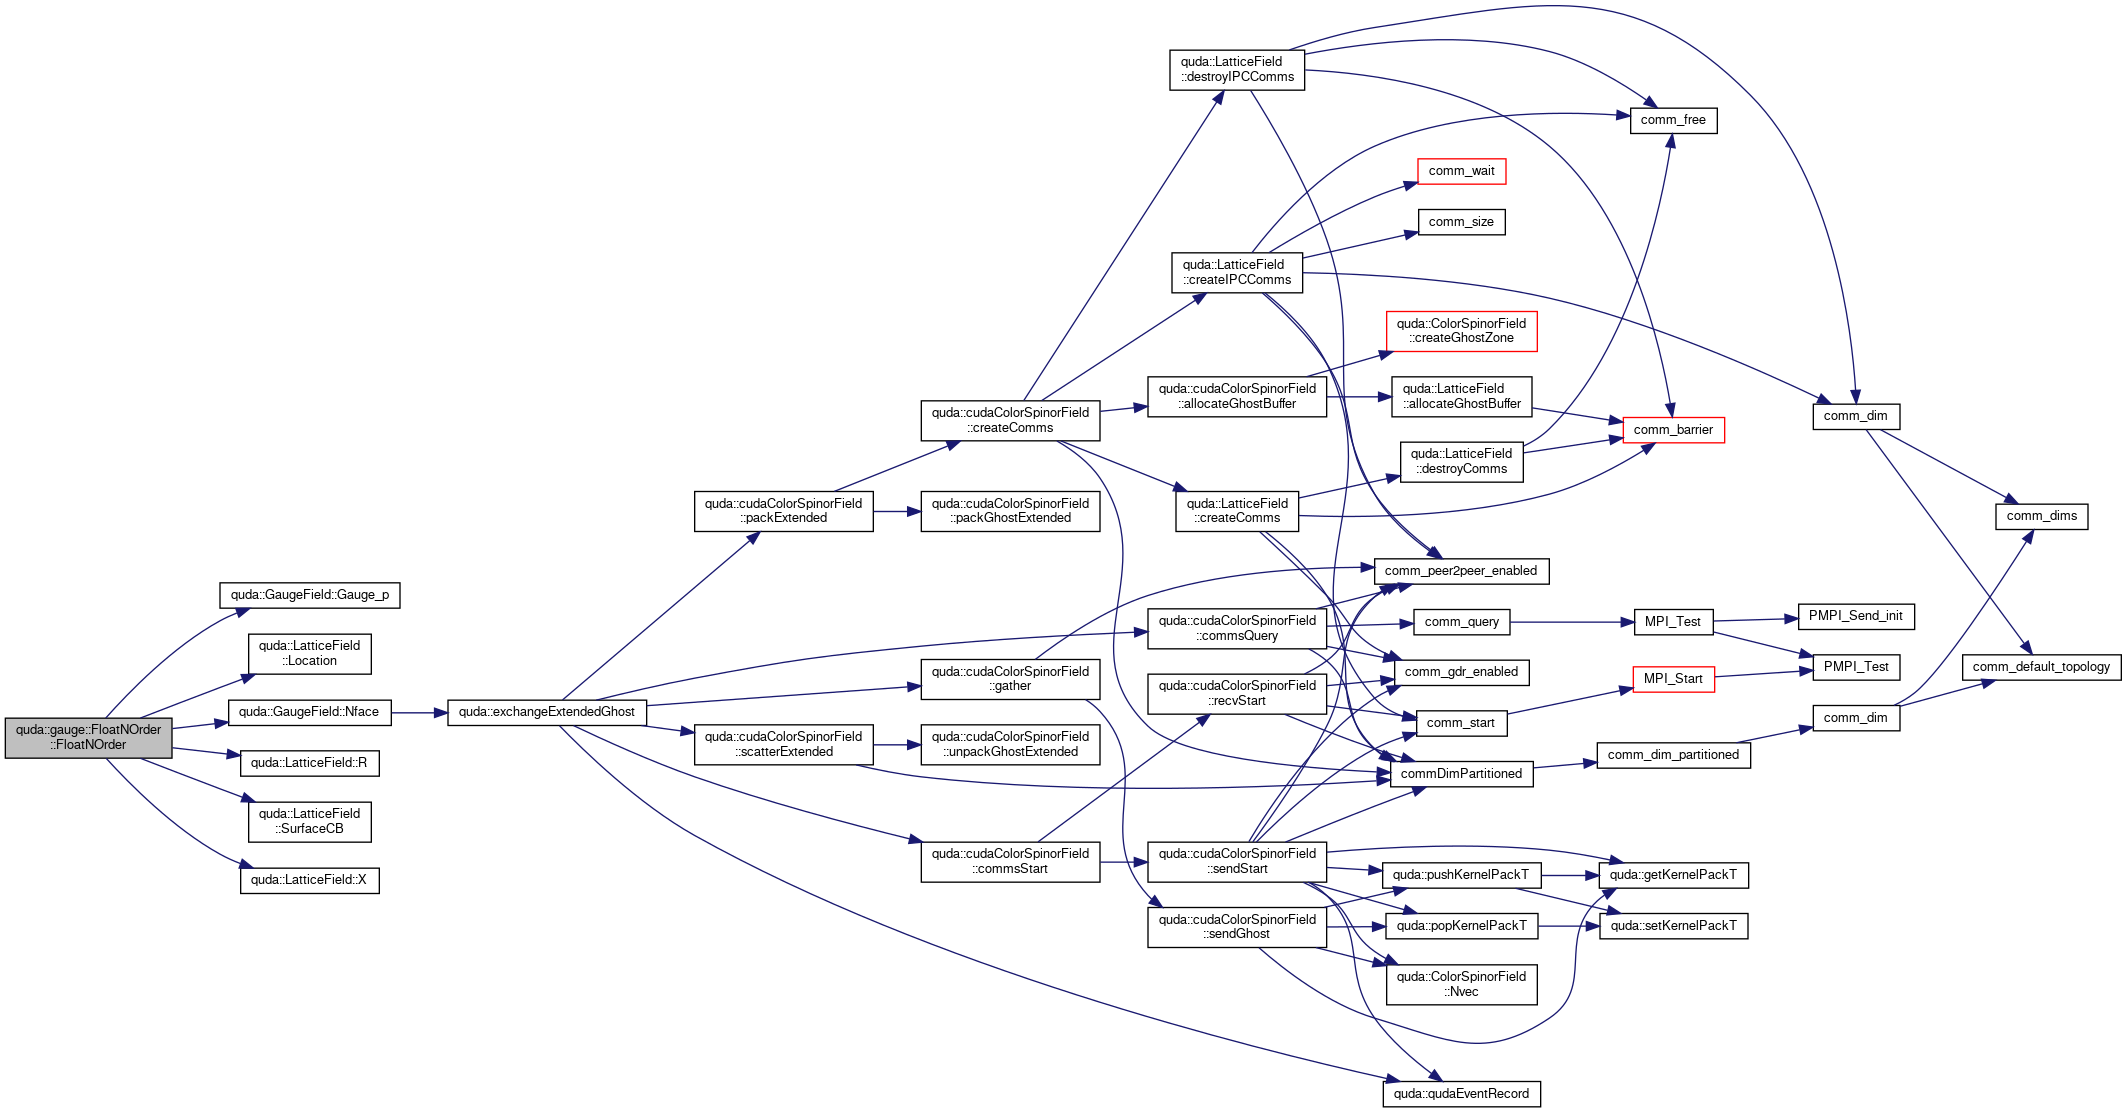 quda::gauge::FloatNOrder
::FloatNOrder
quda::GaugeField::Gauge_p
quda::LatticeField
::Location
quda::GaugeField::Nface
quda::LatticeField::R
quda::LatticeField
::SurfaceCB
quda::LatticeField::X
quda::exchangeExtendedGhost
quda::cudaColorSpinorField
::packExtended
quda::cudaColorSpinorField
::scatterExtended
quda::cudaColorSpinorField
::createComms
quda::cudaColorSpinorField
::packGhostExtended
quda::cudaColorSpinorField
::gather
quda::cudaColorSpinorField
::unpackGhostExtended
quda::cudaColorSpinorField
::commsStart
quda::LatticeField
::destroyIPCComms
quda::LatticeField
::createIPCComms
quda::cudaColorSpinorField
::allocateGhostBuffer
quda::LatticeField
::createComms
quda::cudaColorSpinorField
::commsQuery
quda::cudaColorSpinorField
::recvStart
quda::cudaColorSpinorField
::sendStart
quda::cudaColorSpinorField
::sendGhost
comm_wait
comm_size
quda::ColorSpinorField
::createGhostZone
quda::LatticeField
::allocateGhostBuffer
quda::LatticeField
::destroyComms
comm_peer2peer_enabled
comm_query
comm_gdr_enabled
comm_start
commDimPartitioned
quda::pushKernelPackT
quda::popKernelPackT
quda::ColorSpinorField
::Nvec
quda::qudaEventRecord
comm_free
comm_barrier
MPI_Test
MPI_Start
comm_dim_partitioned
quda::getKernelPackT
quda::setKernelPackT
comm_dim
PMPI_Send_init
PMPI_Test
comm_dim
comm_dims
comm_default_topology